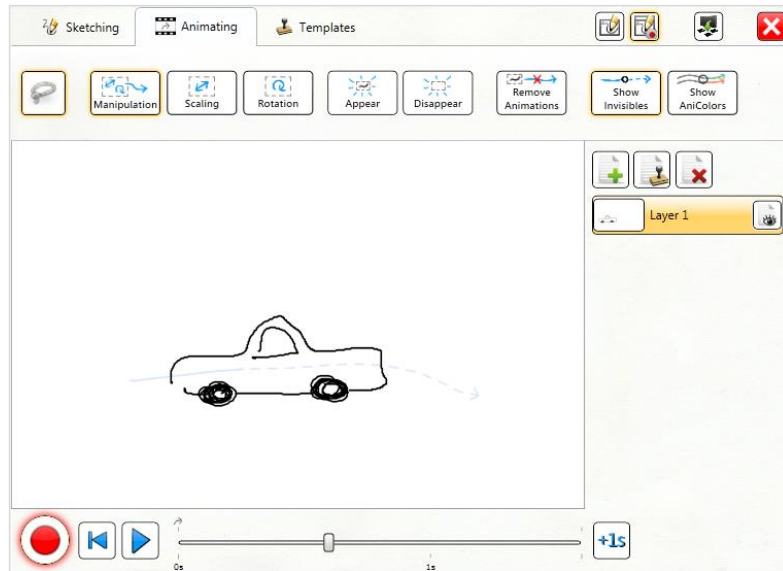 Sketching
Animating
Templates
Manipulation
Scaling
Rotation
Appear
Disappear
Remove
Animations
Show
Invisibles
Show
AniColors
Layer 1
0s
1s
+1s